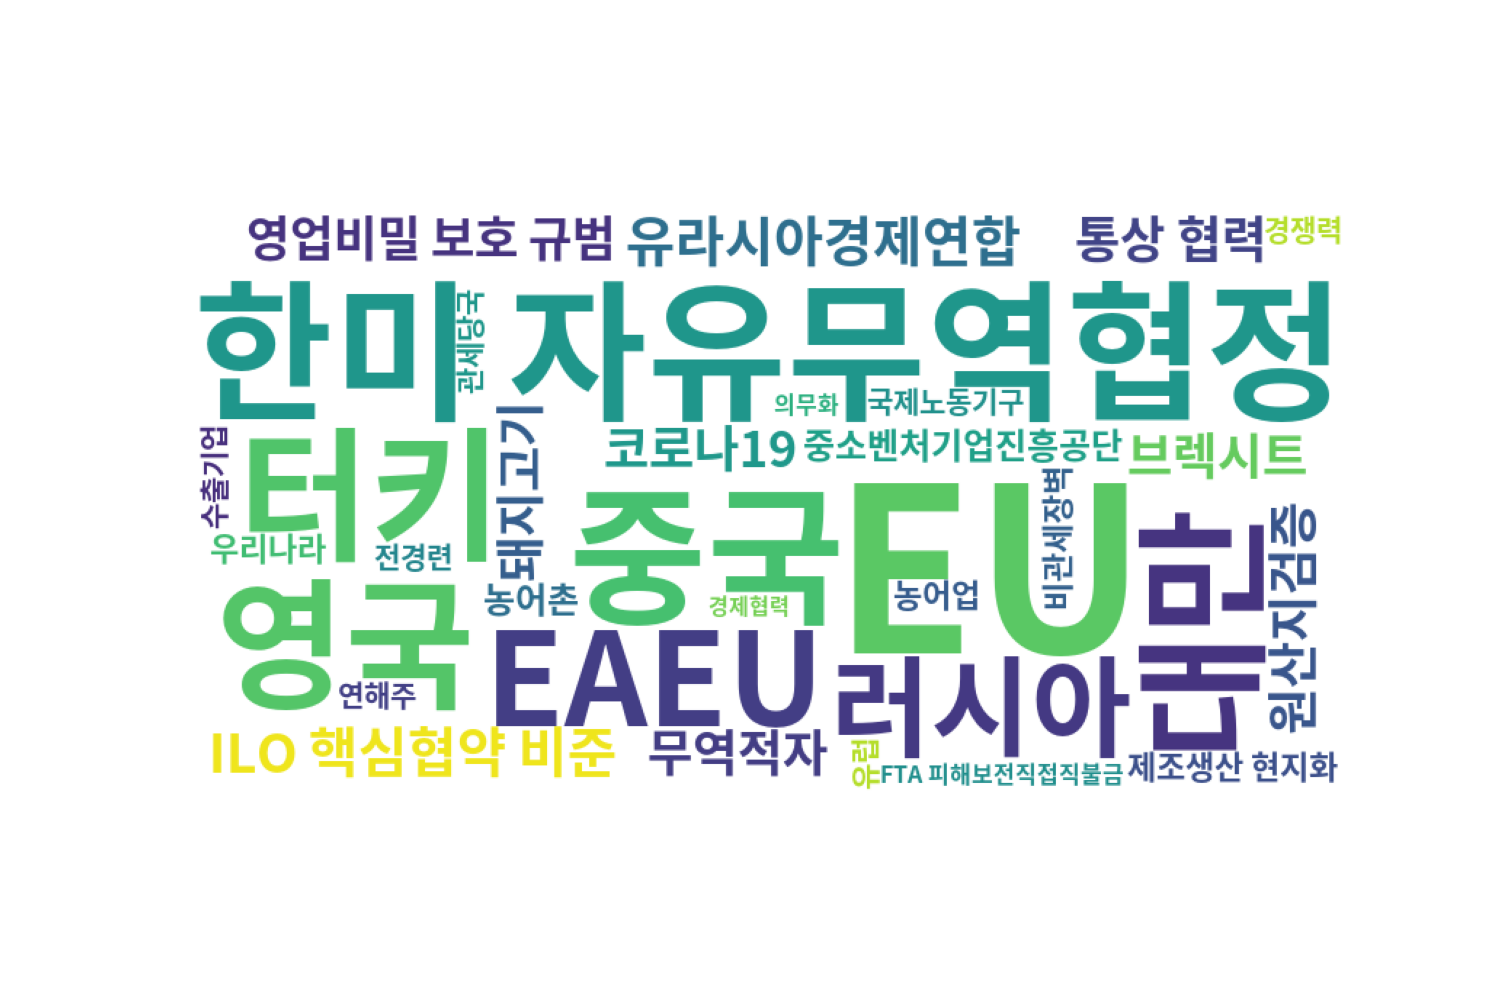 영업비밀 보호 규범
유라시아경제연합
통상 협력
경쟁력
한미 자유무역협정
관세당국
의무화
국제노동기구
수출기업
터키
돼지고기
코로나19
중소벤처기업진흥공단
브렉시트
우리나라
전경련
중국
EU
비관세장벽
대만
원산지검증
영국
농어촌
경제협력
농어업
연해주
EAEU
러시아
ILO 핵심협약 비준
무역적자
유럽
FTA 피해보전직접직불금
제조생산 현지화